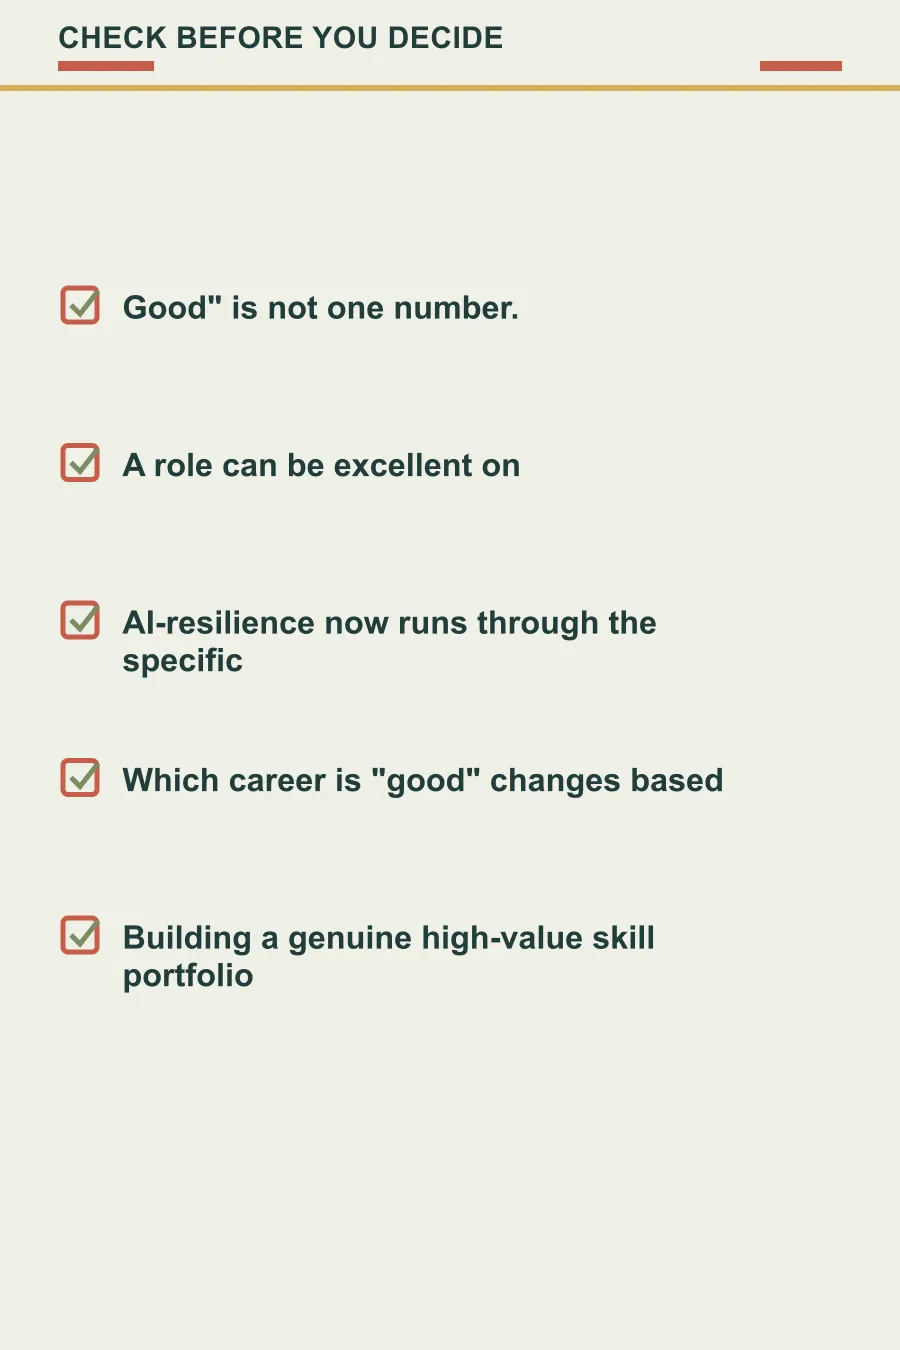 CHECK BEFORE YOU DECIDE
Good" is not one number.
A role can be excellent on
AI-resilience now runs through the
specific
Which career is "good" changes based
Building a genuine high-value skill
portfolio